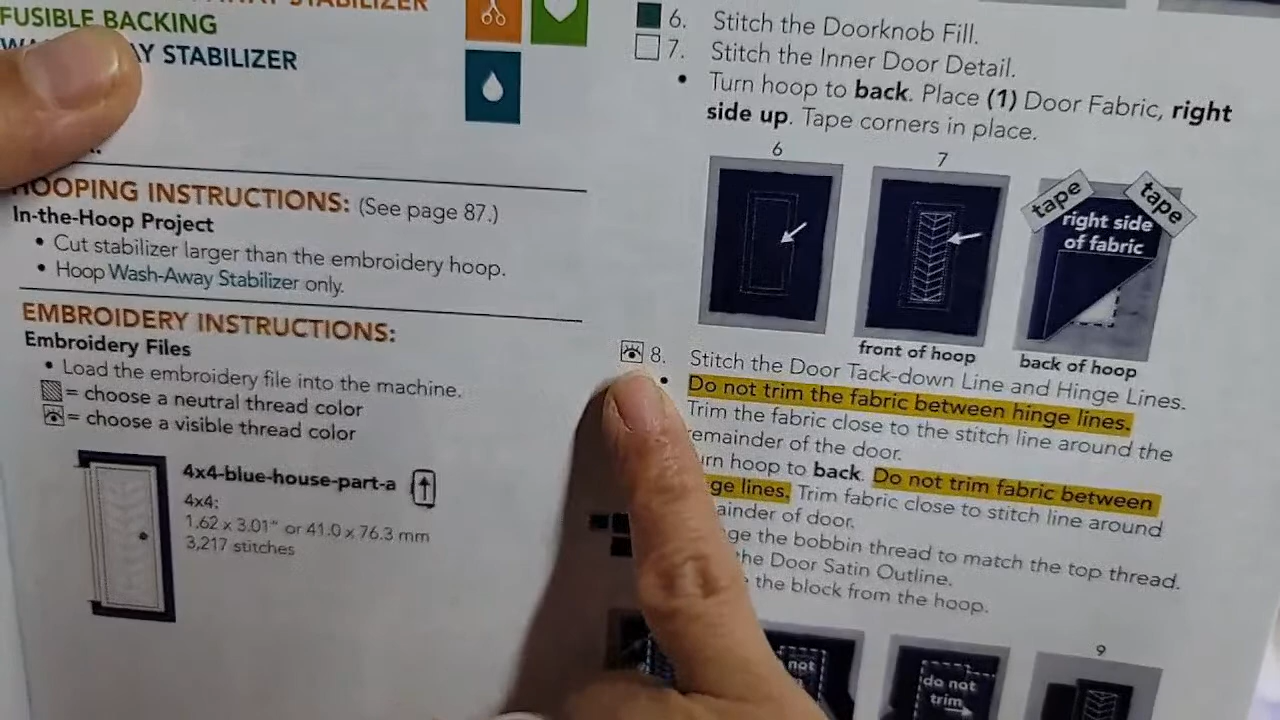 STABILIZER
FUSIBLE BACKING
STABILIZER
HOOPING INSTRUCTIONS: (See page 87.)
In-the-Hoop Project
• Cut stabilizer larger than the embroidery hoop.
• Hoop Wash-Away Stabilizer only.
EMBROIDERY INSTRUCTIONS:
Embroidery Files
• Load the embroidery file into the machine.
= choose a neutral thread color
= choose a visible thread color
4x4-blue-house-part-a
4x4:
1.62 x 3.01" or 41.0 x 76.3 mm
3,217 stitches
6. Stitch the Doorknob Fill.
7. Stitch the Inner Door Detail.
• Turn hoop to back. Place (1) Door Fabric, right
side up. Tape corners in place.
6
7
tape
tape
right side
of fabric
front of hoop
back of hoop
8. Stitch the Door Tack-down Line and Hinge Lines.
• Do not trim the fabric between hinge lines.
Trim the fabric close to the stitch line around the
remainder of the door.
urn hoop to back. Do not trim fabric between
ge lines. Trim fabric close to stitch line around
ainder of door.
ge the bobbin thread to match the top thread.
the Door Satin Outline.
the block from the hoop.
9
not
do not
trim